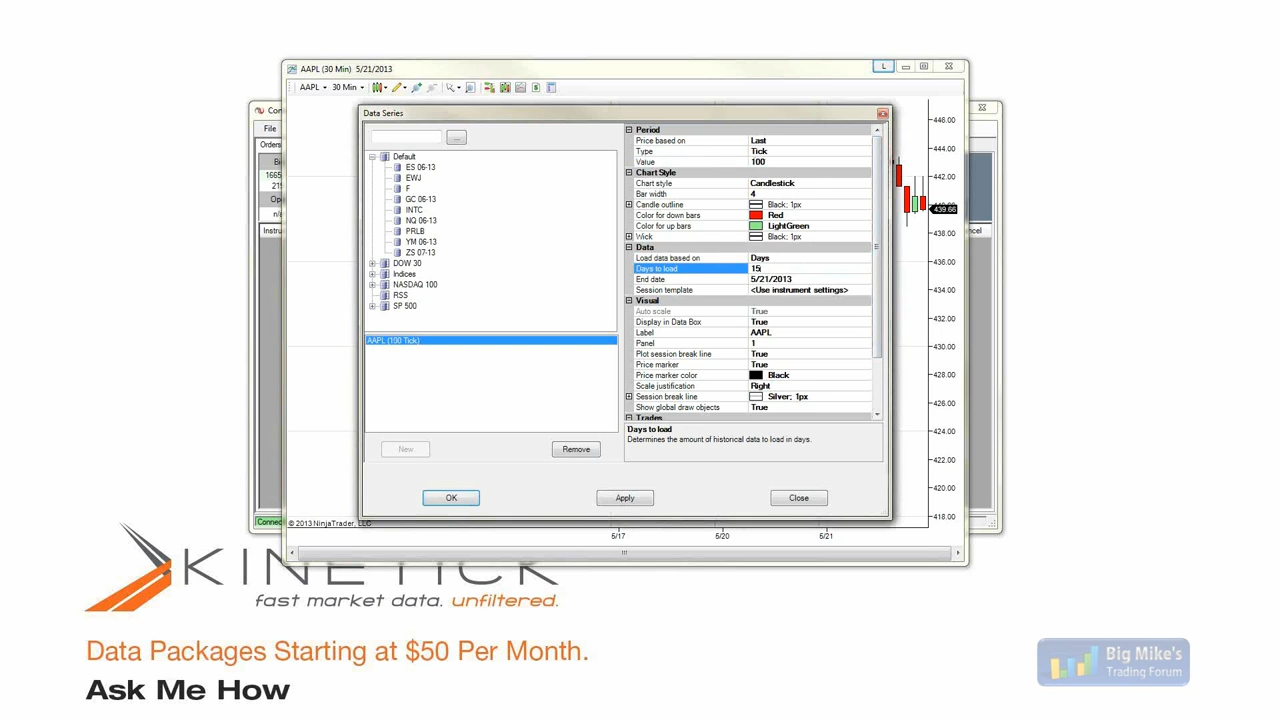 AAPL (30 Min) 5/21/2013
L
AAPL 30 Min
Data Series
File
Orders
...
Default
ES 06-13
EWJ
F
GC 06-13
INTC
NQ 06-13
PRLB
YM 06-13
ZS 07-13
DOW 30
Indices
NASDAQ 100
RSS
SP 500
AAPL (100 Tick)
New
Remove
Period
Price based on Last
Type Tick
Value 100
Chart Style
Chart style Candlestick
Bar width 4
Candle outline Black; 1px
Color for down bars Red
Color for up bars LightGreen
Wick Black; 1px
Data
Load data based on Days
Days to load 15
End date 5/21/2013
Session template <Use instrument settings>
Visual
Auto scale True
Display in Data Box True
Label AAPL
Panel 1
Plot session break line True
Price marker True
Price marker color Black
Scale justification Right
Session break line Silver; 1px
Show global draw objects True
Trades
Days to load
Determines the amount of historical data to load in days.
OK
Apply
Close
446.00
444.00
442.00
439.66
438.00
436.00
434.00
432.00
430.00
428.00
426.00
424.00
422.00
420.00
418.00
© 2013 NinjaTrader, LLC
5/17
5/20
5/21
KINETICK
fast market data. unfiltered.
Data Packages Starting at $50 Per Month.
Ask Me How
Big Mike's
Trading Forum